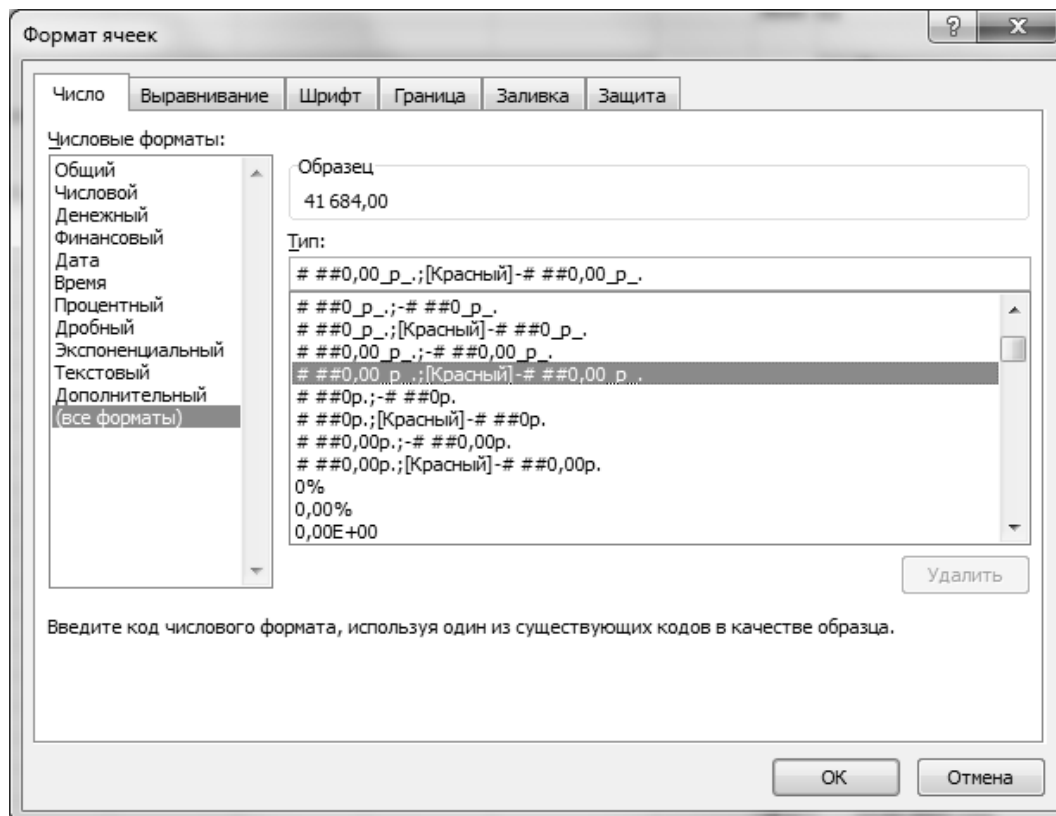 Формат ячеек
Число Выравнивание Шрифт Граница Заливка Защита
Числовые форматы:
Общий
Числовой
Денежный
Финансовый
Дата
Время
Процентный
Дробный
Экспоненциальный
Текстовый
Дополнительный
(все форматы)
Образец
41 684,00
Тип:
# ##0,00_р_.;[Красный]-# ##0,00_р_.
# ##0_р_.;-# ##0_р_.
# ##0_р_.;[Красный]-# ##0_р_.
# ##0,00_р_.;-# ##0,00_р_.
# ##0,00_р_.;[Красный]-# ##0,00_р_.
# ##0р.;-# ##0р.
# ##0р.;[Красный]-# ##0р.
# ##0,00р.;-# ##0,00р.
# ##0,00р.;[Красный]-# ##0,00р.
0%
0,00%
0,00E+00
Удалить
Введите код числового формата, используя один из существующих кодов в качестве образца.
ОК Отмена